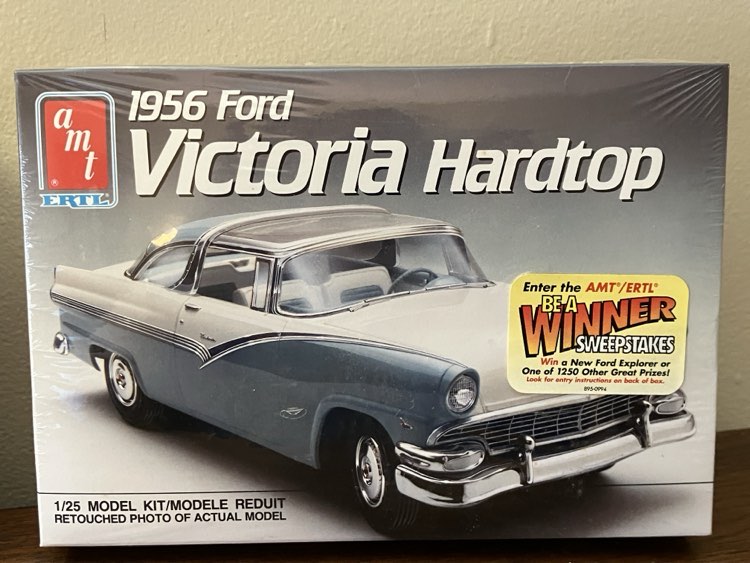 amt
®
ERTL®
1956 Ford
Victoria Hardtop
Enter the AMT®/ERTL®
BE A
WINNER
SWEEPSTAKES
Win a New Ford Explorer or
One of 1250 Other Great Prizes!
Look for entry instructions on back of box.
895-0P94
1/25 MODEL KIT/MODELE REDUIT
RETOUCHED PHOTO OF ACTUAL MODEL